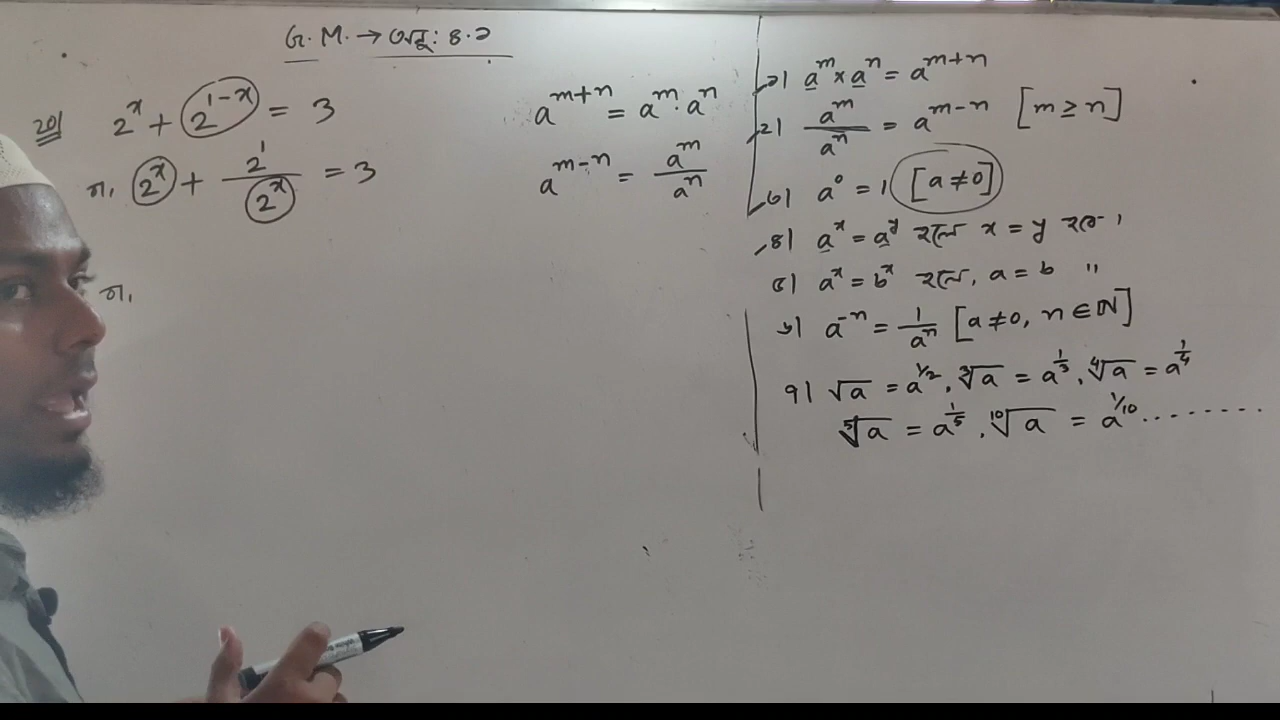 G. M. → অনু: ৪.১
20। 2^x + 2^{1-x} = 3
বা, 2^x + 2^1/2^x = 3
বা,
a^{m+n} = a^m · a^n
a^{m-n} = a^m/a^n
১। a^m × a^n = a^{m+n}
২। a^m/a^n = a^{m-n} [m ≥ n]
৩। a^0 = 1 [a ≠ 0]
৪। a^x = a^y হলে x = y হবে।
৫। a^x = b^x হলে, a = b "
৬। a^{-n} = 1/a^n [a ≠ 0, n ∈ ℕ]
৭। √a = a^{1/2}, ∛a = a^{1/3}, ∜a = a^{1/4}
⁵√a = a^{1/5}, ¹⁰√a = a^{1/10} ........